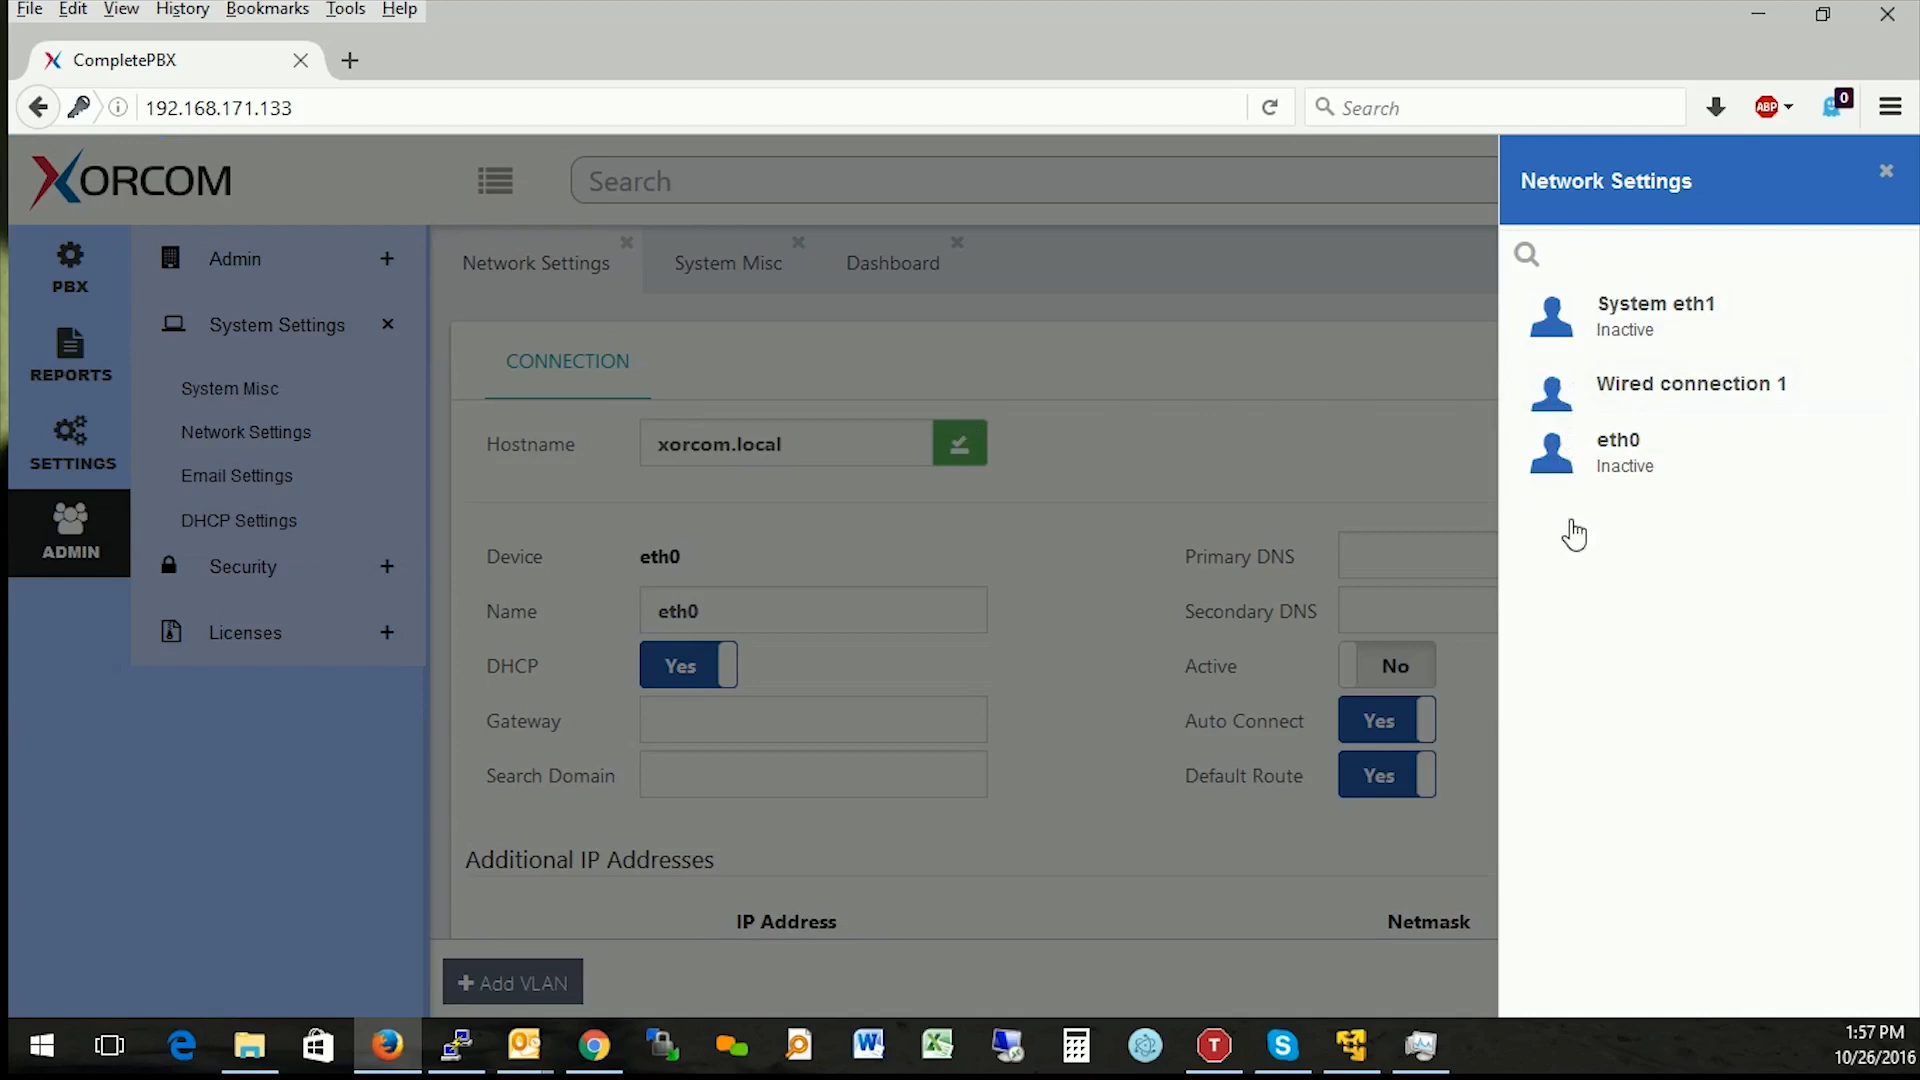 File Edit View History Bookmarks Tools Help
CompletePBX
192.168.171.133
Search
ABP
0
XORCOM
Search
Network Settings
PBX
REPORTS
SETTINGS
ADMIN
Admin
System Settings
System Misc
Network Settings
Email Settings
DHCP Settings
Security
Licenses
Network Settings
System Misc
Dashboard
CONNECTION
Hostname xorcom.local
Device eth0
Name eth0
DHCP Yes
Gateway
Search Domain
Primary DNS
Secondary DNS
Active No
Auto Connect Yes
Default Route Yes
Additional IP Addresses
IP Address Netmask
+ Add VLAN
System eth1
Inactive
Wired connection 1
eth0
Inactive
1:57 PM
10/26/2016